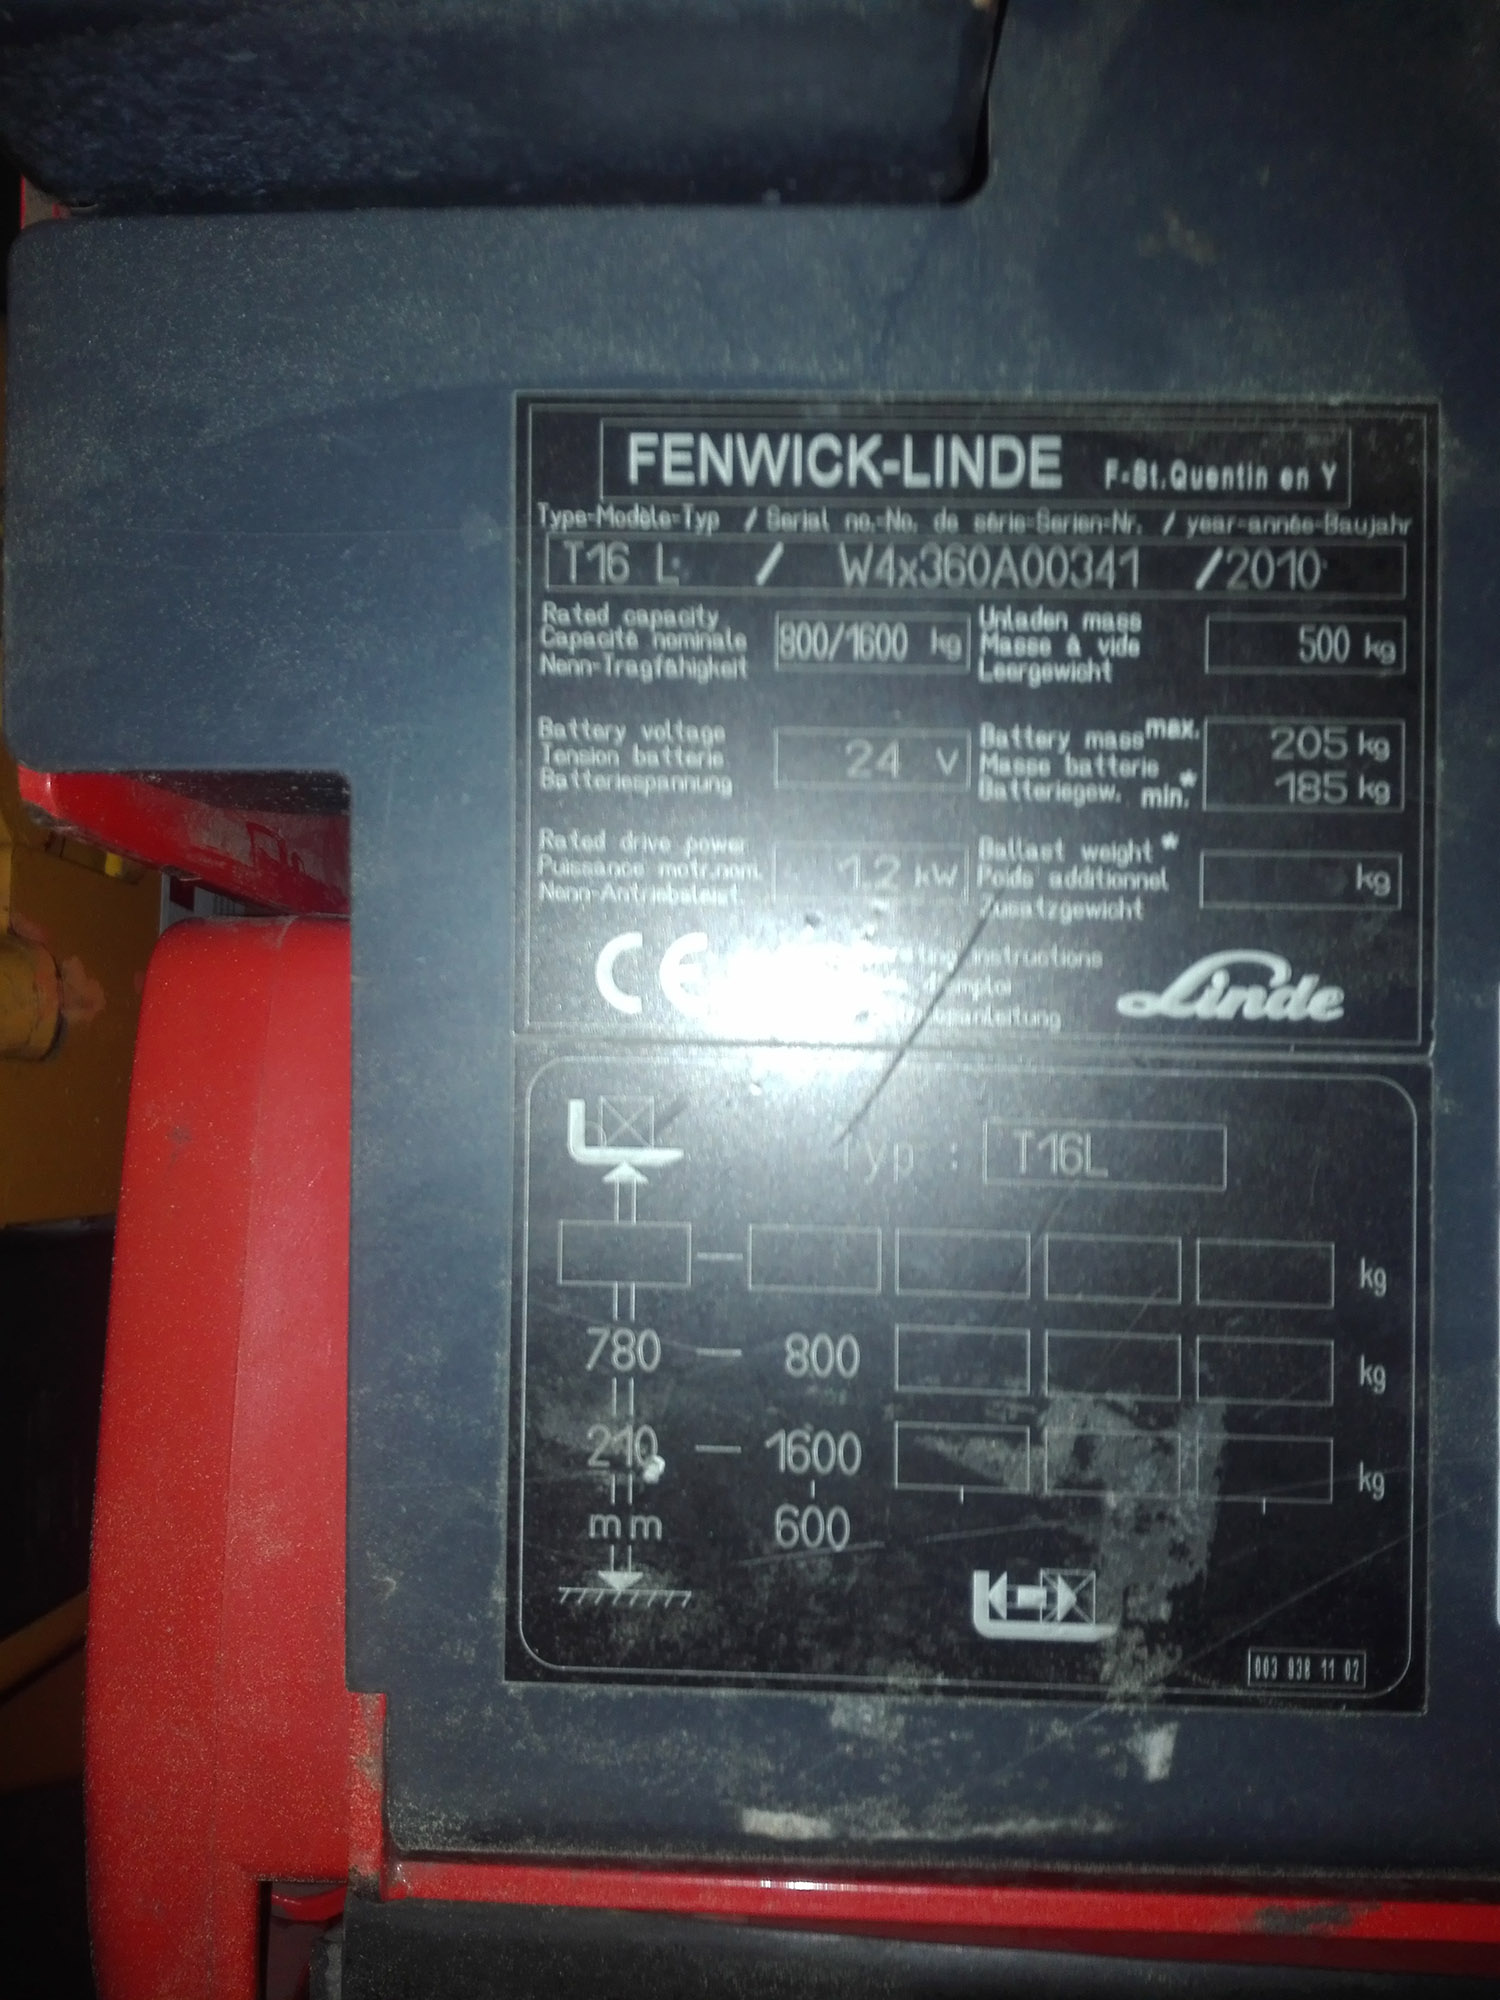 FENWICK-LINDE F-St.Quentin en Y
Type-Modèle-Typ / Serial no.-No. de série-Serien-Nr. / year-année-Baujahr
T16 L / W4x360A00341 / 2010
Rated capacity
Capacité nominale
Nenn-Tragfähigkeit
800/1600 kg
Unladen mass
Masse à vide
Leergewicht
500 kg
Battery voltage
Tension batterie
Batteriespannung
24 V
Battery mass max.
Masse batterie
Batteriegew. min.*
205 kg
185 kg
Rated drive power
Puissance motr.nom.
Nenn-Antriebsleist.
1.2 kW
Ballast weight *
Poids additionnel
Zusatzgewicht
kg
CE
instructions
d'emploi
Linde
Typ : T16L
kg
780 — 800 kg
210 — 1600 kg
mm 600
003 838 11 02